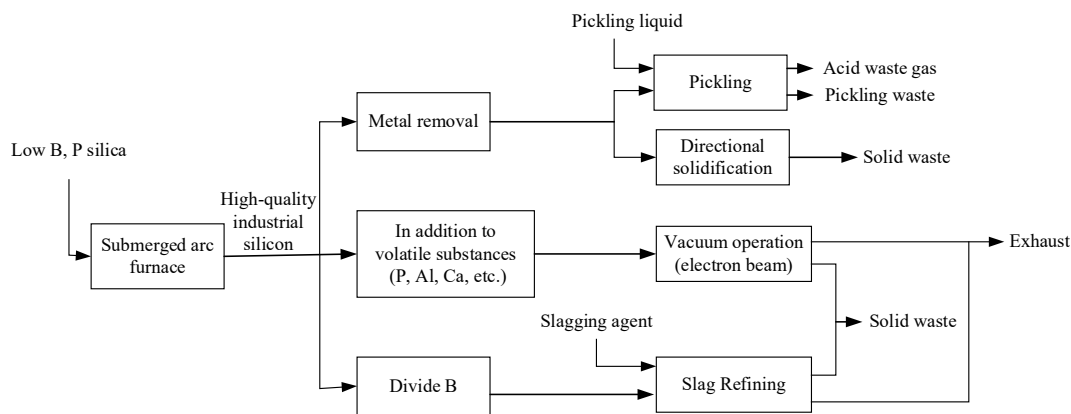 Pickling liquid
Pickling
Acid waste gas
Pickling waste
Metal removal
Directional
solidification
Solid waste
Low B, P silica
High-quality
industrial
silicon
Submerged arc
furnace
In addition to
volatile substances
(P, Al, Ca, etc.)
Vacuum operation
(electron beam)
Exhaust
Slagging agent
Solid waste
Divide B
Slag Refining